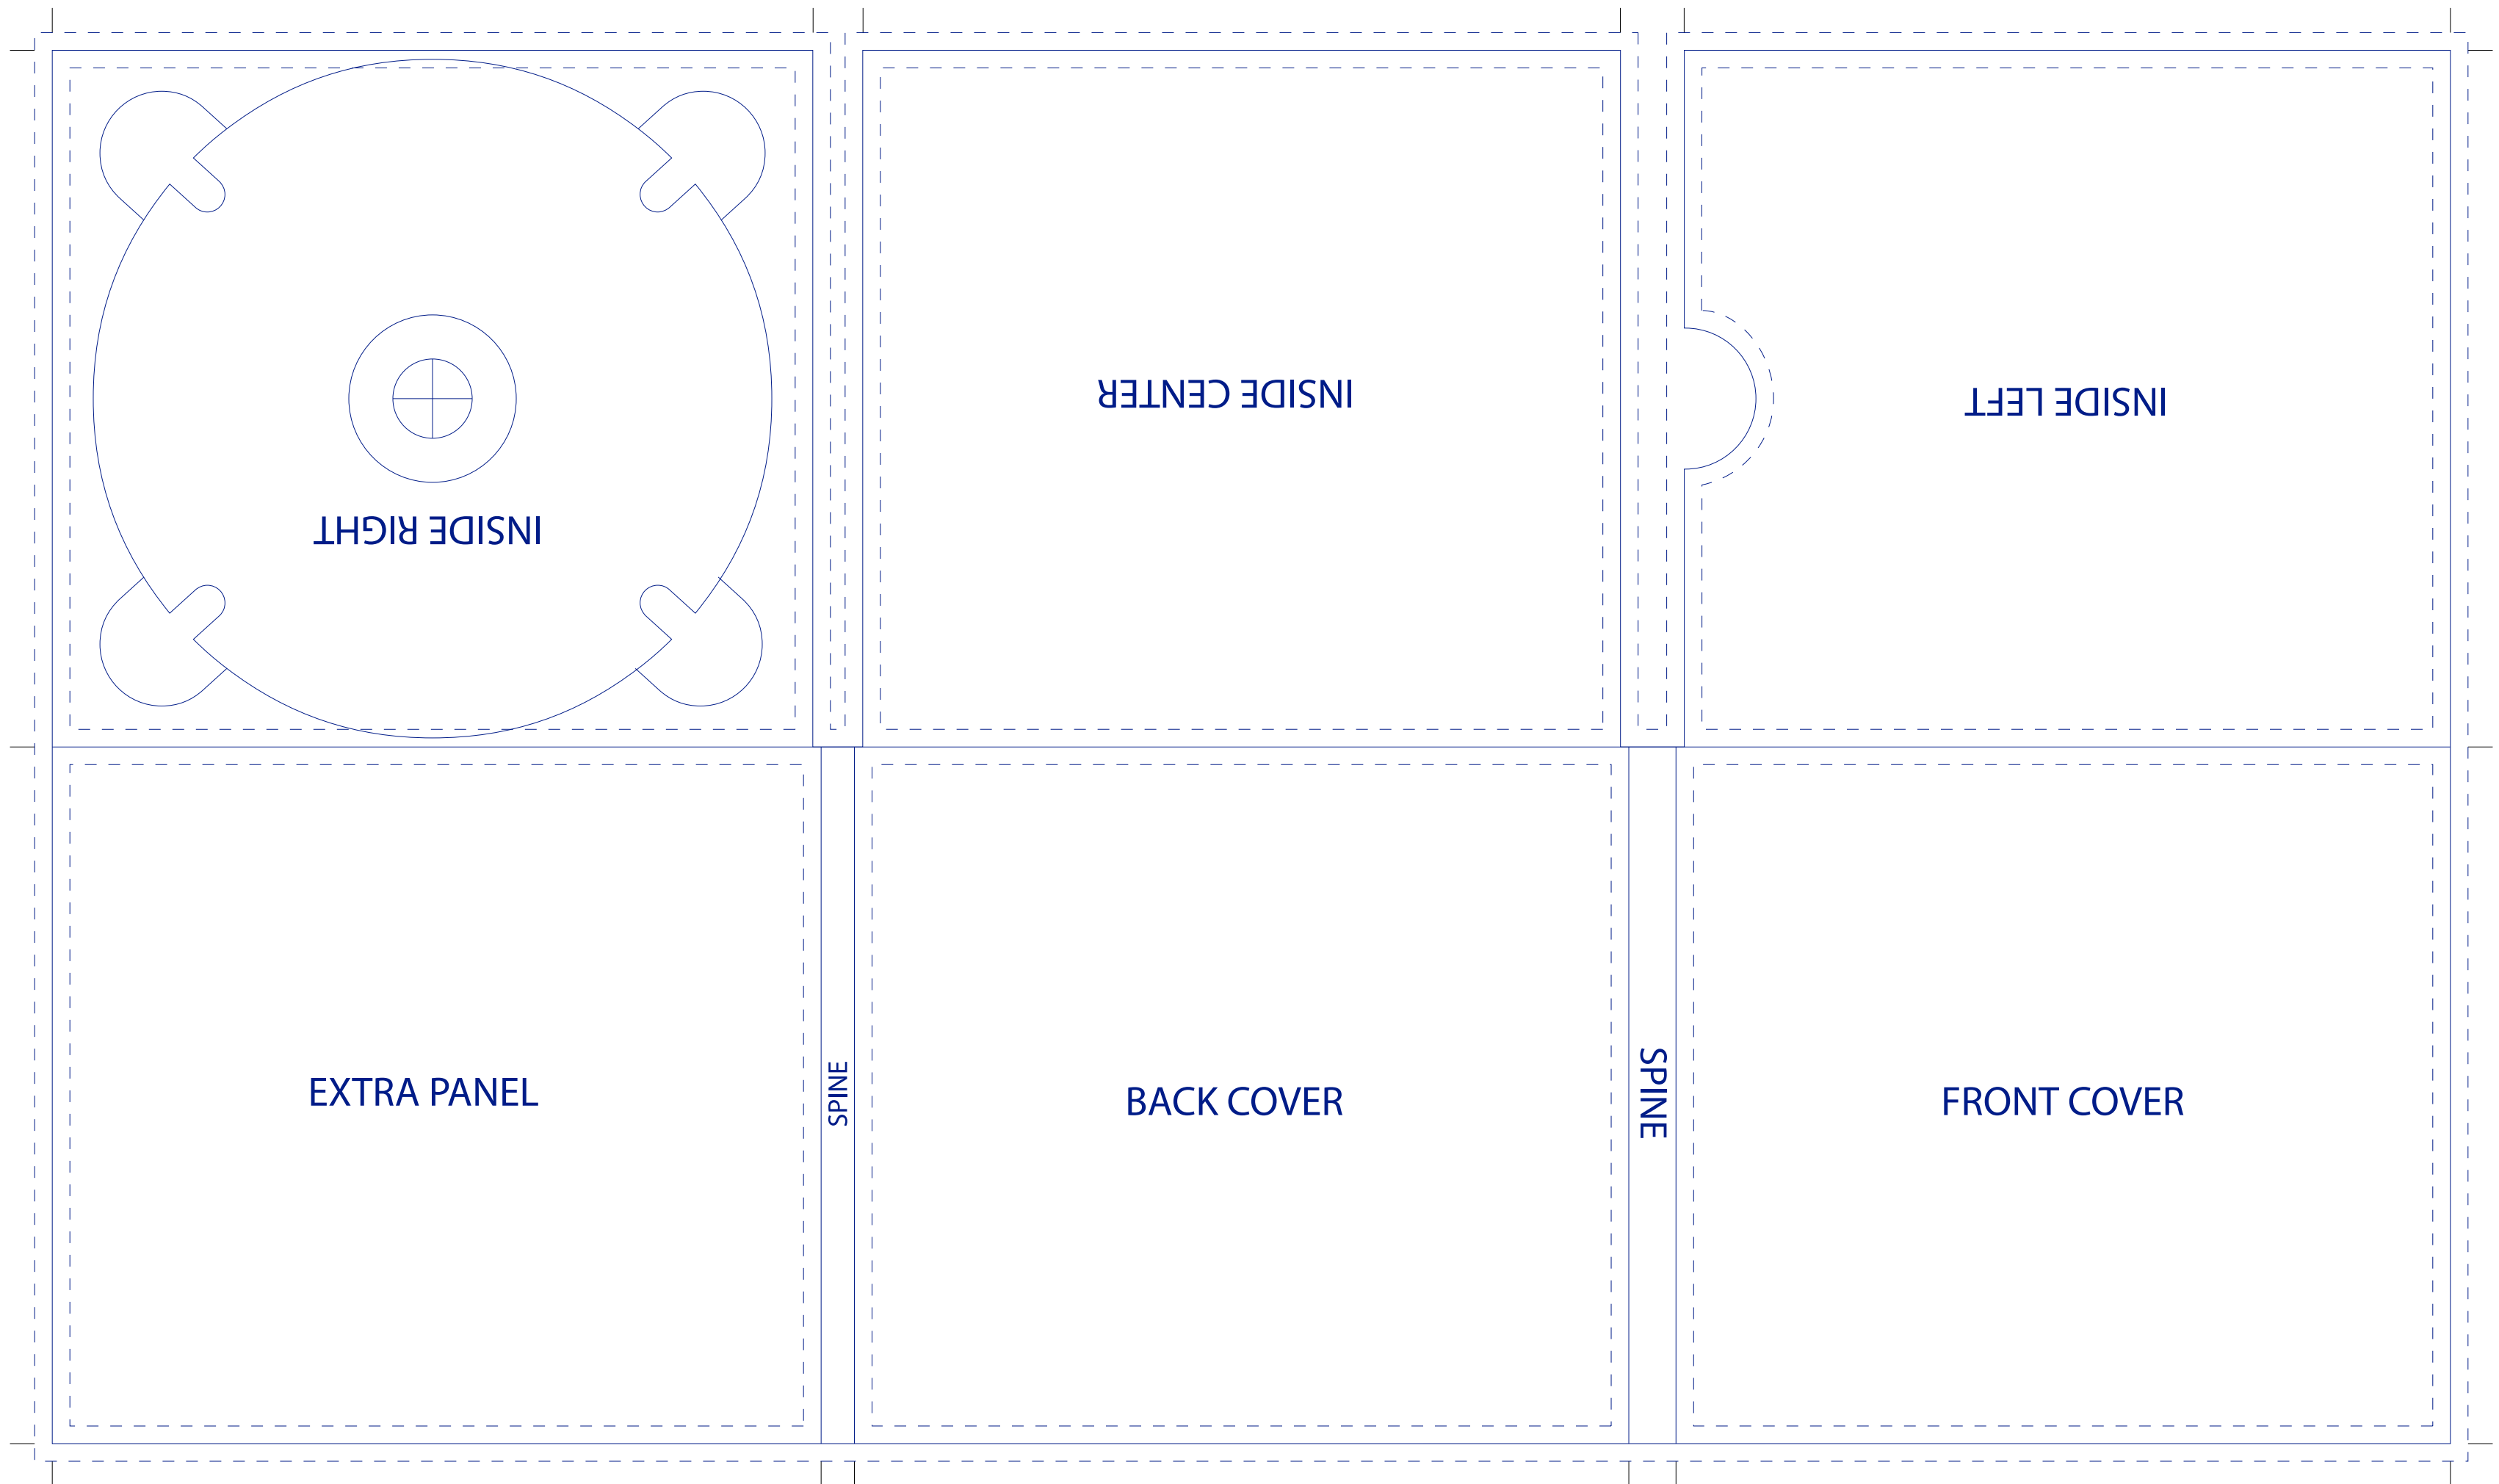 INSIDE RIGHT
INSIDE CENTER
INSIDE LEFT
EXTRA PANEL
SPINE
BACK COVER
SPINE
FRONT COVER